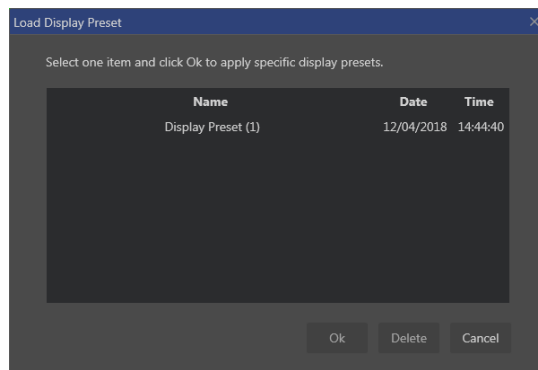 Load Display Preset
Select one item and click Ok to apply specific display presets.
Name Date Time
Display Preset (1) 12/04/2018 14:44:40
Ok Delete Cancel